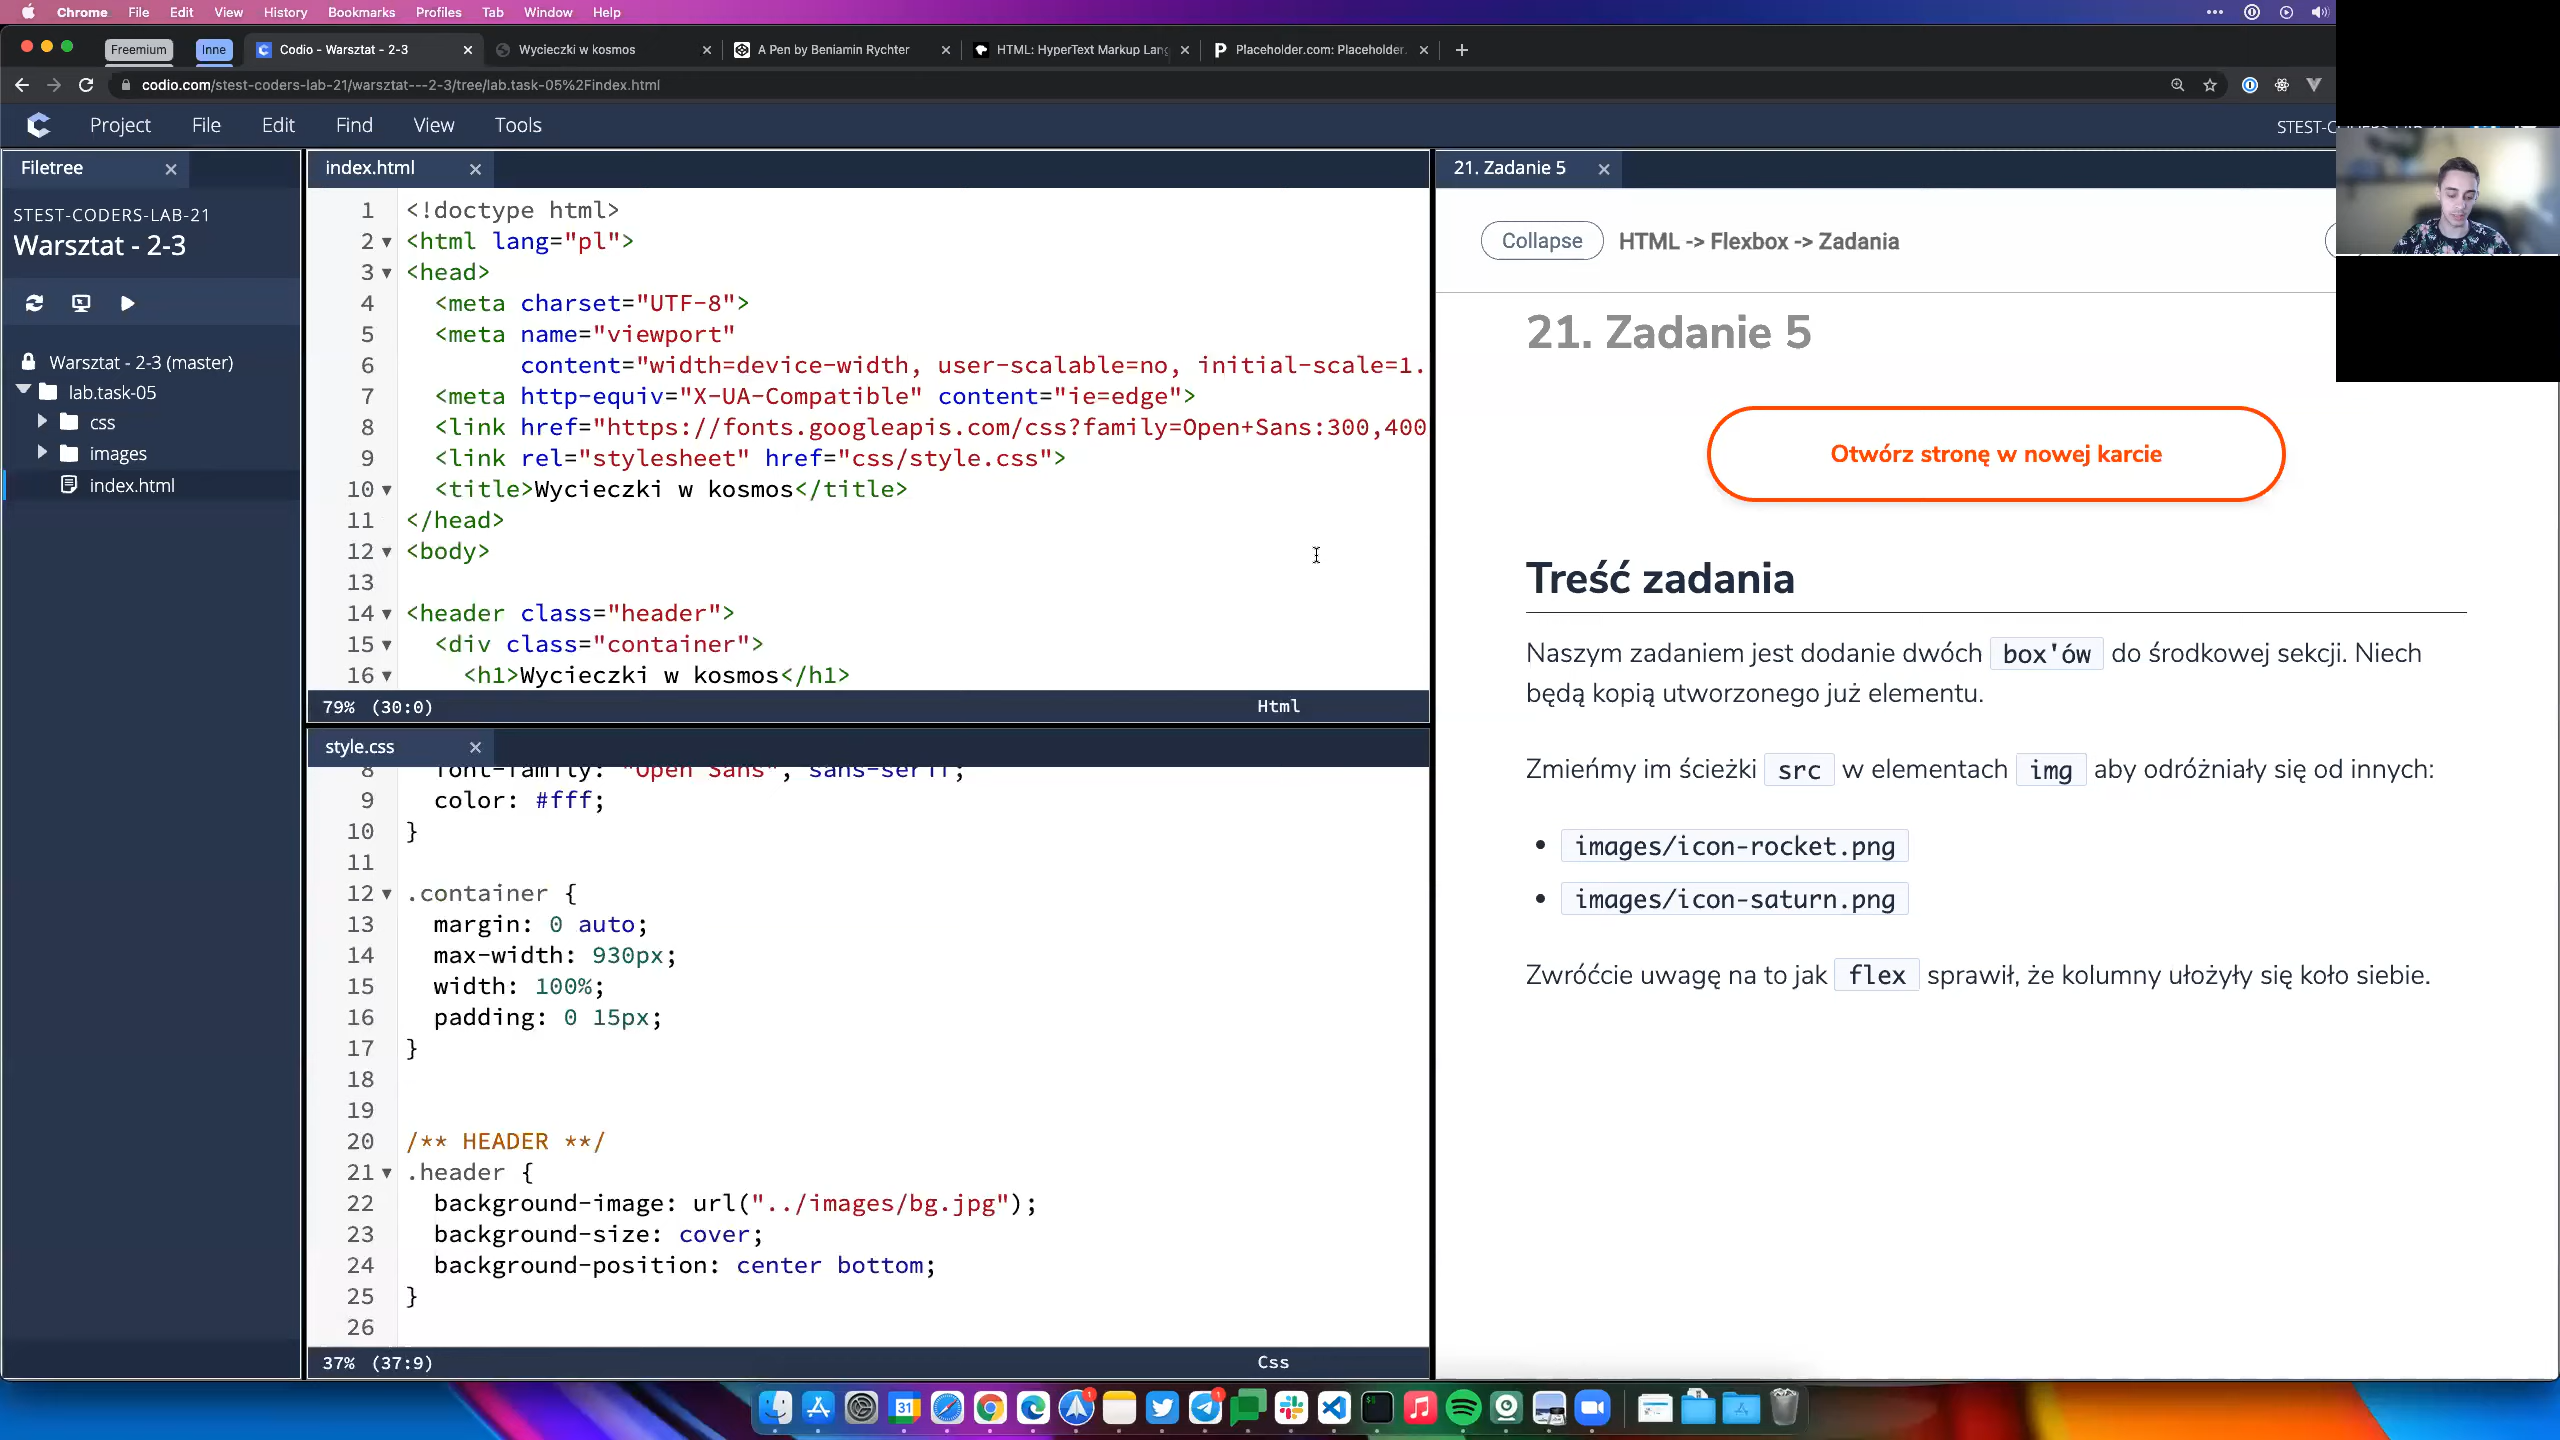 Chrome File Edit View History Bookmarks Profiles Tab Window Help
Freemium Inne Codio - Warsztat - 2-3 Wycieczki w kosmos A Pen by Beniamin Rychter HTML: HyperText Markup Lang Placeholder.com: Placeholder.
codio.com/stest-coders-lab-21/warsztat---2-3/tree/lab.task-05%2Findex.html
Project File Edit Find View Tools
Filetree
STEST-CODERS-LAB-21
Warsztat - 2-3
Warsztat - 2-3 (master)
lab.task-05
css
images
index.html
index.html
1 <!doctype html>
2 <html lang="pl">
3 <head>
4 <meta charset="UTF-8">
5 <meta name="viewport"
6 content="width=device-width, user-scalable=no, initial-scale=1.
7 <meta http-equiv="X-UA-Compatible" content="ie=edge">
8 <link href="https://fonts.googleapis.com/css?family=Open+Sans:300,400
9 <link rel="stylesheet" href="css/style.css">
10 <title>Wycieczki w kosmos</title>
11 </head>
12 <body>
13
14 <header class="header">
15 <div class="container">
16 <h1>Wycieczki w kosmos</h1>
79% (30:0) Html
style.css
8 font-family: "Open Sans", sans-serif;
9 color: #fff;
10 }
11
12 .container {
13 margin: 0 auto;
14 max-width: 930px;
15 width: 100%;
16 padding: 0 15px;
17 }
18
19
20 /** HEADER **/
21 .header {
22 background-image: url("../images/bg.jpg");
23 background-size: cover;
24 background-position: center bottom;
25 }
26
37% (37:9) Css
21. Zadanie 5
Collapse HTML -> Flexbox -> Zadania
21. Zadanie 5
Otwórz stronę w nowej karcie
Treść zadania
Naszym zadaniem jest dodanie dwóch box'ów do środkowej sekcji. Niech
będą kopią utworzonego już elementu.
Zmieńmy im ścieżki src w elementach img aby odróżniały się od innych:
• images/icon-rocket.png
• images/icon-saturn.png
Zwróćcie uwagę na to jak flex sprawił, że kolumny ułożyły się koło siebie.
31